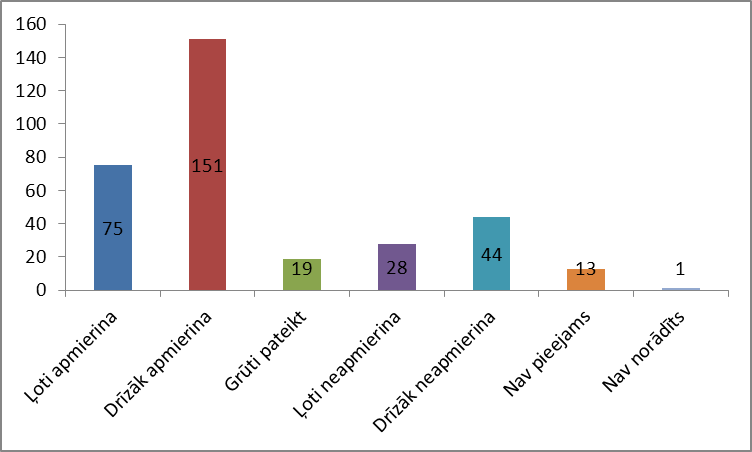 160
140
120
100
80
60
40
20
0
75
151
19
28
44
13
1
Ļoti apmierina
Drīzāk apmierina
Grūti pateikt
Ļoti neapmierina
Drīzāk neapmierina
Nav pieejams
Nav norādīts